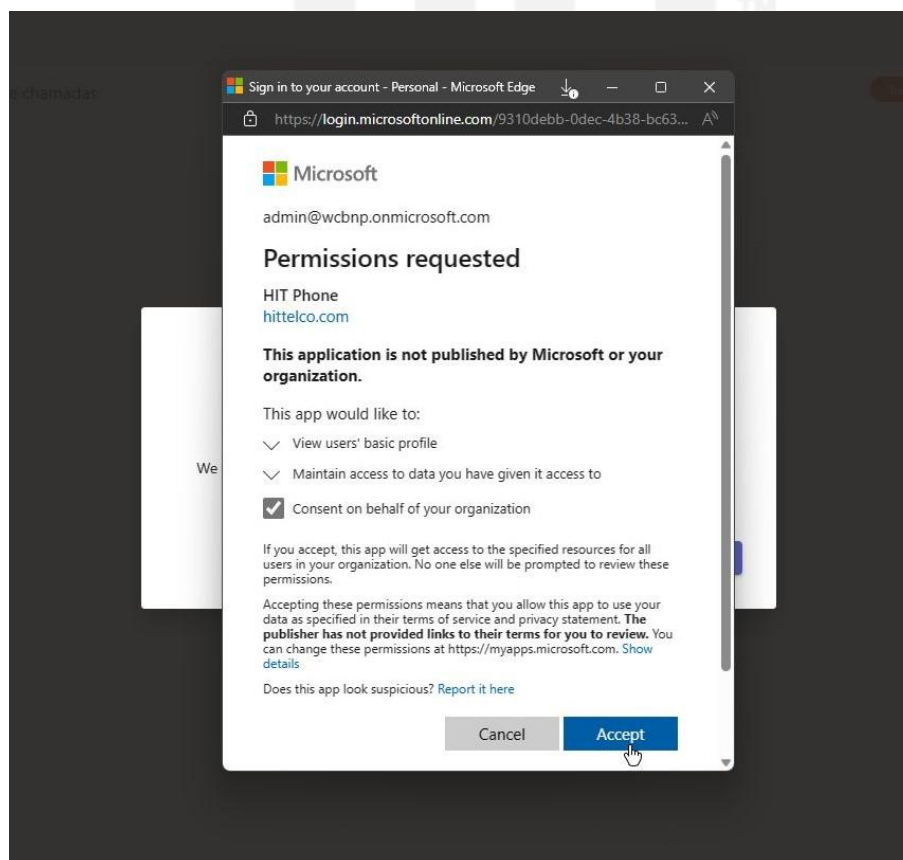 TM
e chamadas
Sign in to your account - Personal - Microsoft Edge
https://login.microsoftonline.com/9310debb-0dec-4b38-bc63...
Microsoft
admin@wcbnp.onmicrosoft.com
Permissions requested
HIT Phone
hittelco.com
This application is not published by Microsoft or your
organization.
This app would like to:
View users' basic profile
Maintain access to data you have given it access to
We
Consent on behalf of your organization
If you accept, this app will get access to the specified resources for all
users in your organization. No one else will be prompted to review these
permissions.
Accepting these permissions means that you allow this app to use your
data as specified in their terms of service and privacy statement. The
publisher has not provided links to their terms for you to review. You
can change these permissions at https://myapps.microsoft.com. Show
details
Does this app look suspicious? Report it here
Cancel
Accept